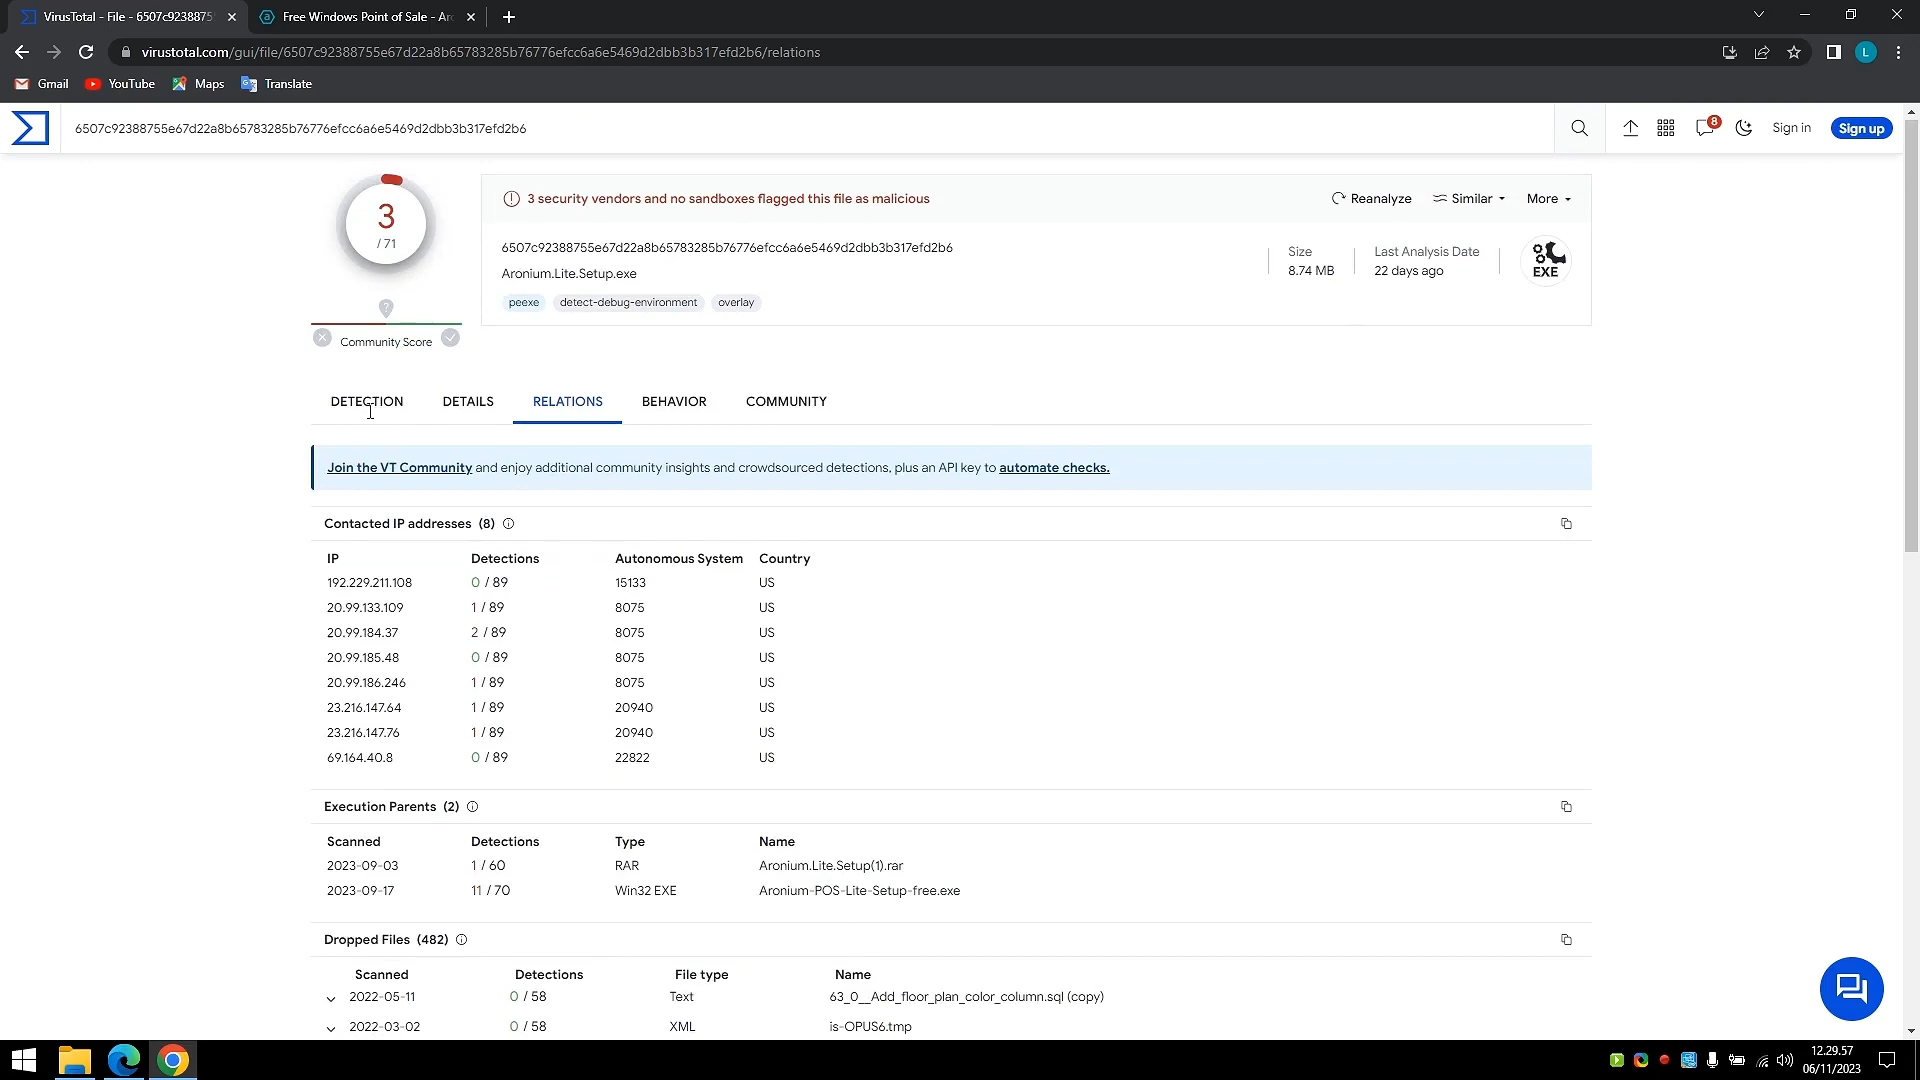 VirusTotal - File - 6507c9238875
Free Windows Point of Sale - Aro
virustotal.com/gui/file/6507c92388755e67d22a8b65783285b76776efcc6a6e5469d2dbb3b317efd2b6/relations
L
Gmail
YouTube
Maps
Translate
6507c92388755e67d22a8b65783285b76776efcc6a6e5469d2dbb3b317efd2b6
8
Sign in
Sign up
3
/ 71
Community Score
3 security vendors and no sandboxes flagged this file as malicious
Reanalyze
Similar
More
6507c92388755e67d22a8b65783285b76776efcc6a6e5469d2dbb3b317efd2b6
Aronium.Lite.Setup.exe
peexe
detect-debug-environment
overlay
Size
8.74 MB
Last Analysis Date
22 days ago
EXE
DETECTION
DETAILS
RELATIONS
BEHAVIOR
COMMUNITY
Join the VT Community and enjoy additional community insights and crowdsourced detections, plus an API key to automate checks.
Contacted IP addresses (8)
IP Detections Autonomous System Country
192.229.211.108 0 / 89 15133 US
20.99.133.109 1 / 89 8075 US
20.99.184.37 2 / 89 8075 US
20.99.185.48 0 / 89 8075 US
20.99.186.246 1 / 89 8075 US
23.216.147.64 1 / 89 20940 US
23.216.147.76 1 / 89 20940 US
69.164.40.8 0 / 89 22822 US
Execution Parents (2)
Scanned Detections Type Name
2023-09-03 1 / 60 RAR Aronium.Lite.Setup(1).rar
2023-09-17 11 / 70 Win32 EXE Aronium-POS-Lite-Setup-free.exe
Dropped Files (482)
Scanned Detections File type Name
2022-05-11 0 / 58 Text 63_0__Add_floor_plan_color_column.sql (copy)
2022-03-02 0 / 58 XML is-OPUS6.tmp
12.29.57
06/11/2023